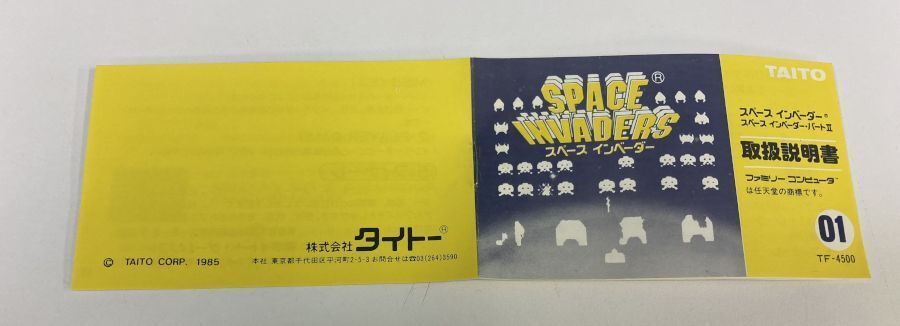 株式会社 タイトー®
© TAITO CORP. 1985
本社 東京都千代田区平河町2-5-3 お問合せは☎03(264)8590
SPACE INVADERS®
スペース インベーダー
TAITO
スペース インベーダー®
スペース インベーダー・パートⅡ
取扱説明書
ファミリー コンピュータ
は任天堂の商標です。
01
TF-4500